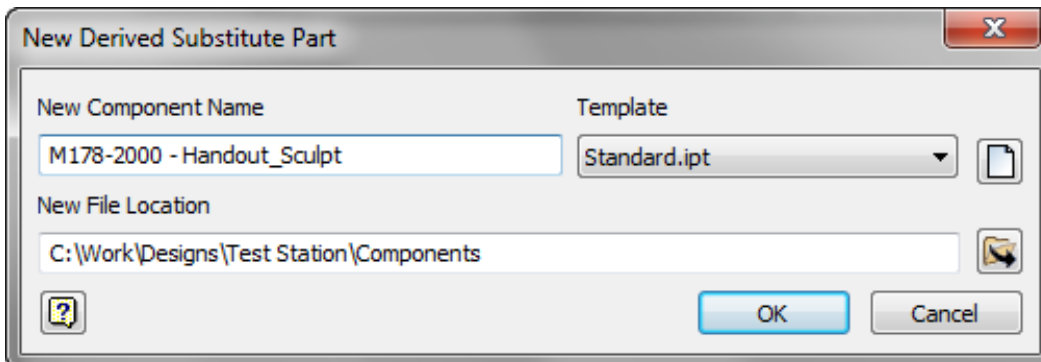 New Derived Substitute Part
New Component Name
Template
M178-2000 - Handout_Sculpt
Standard.ipt
New File Location
C:\Work\Designs\Test Station\Components
OK
Cancel